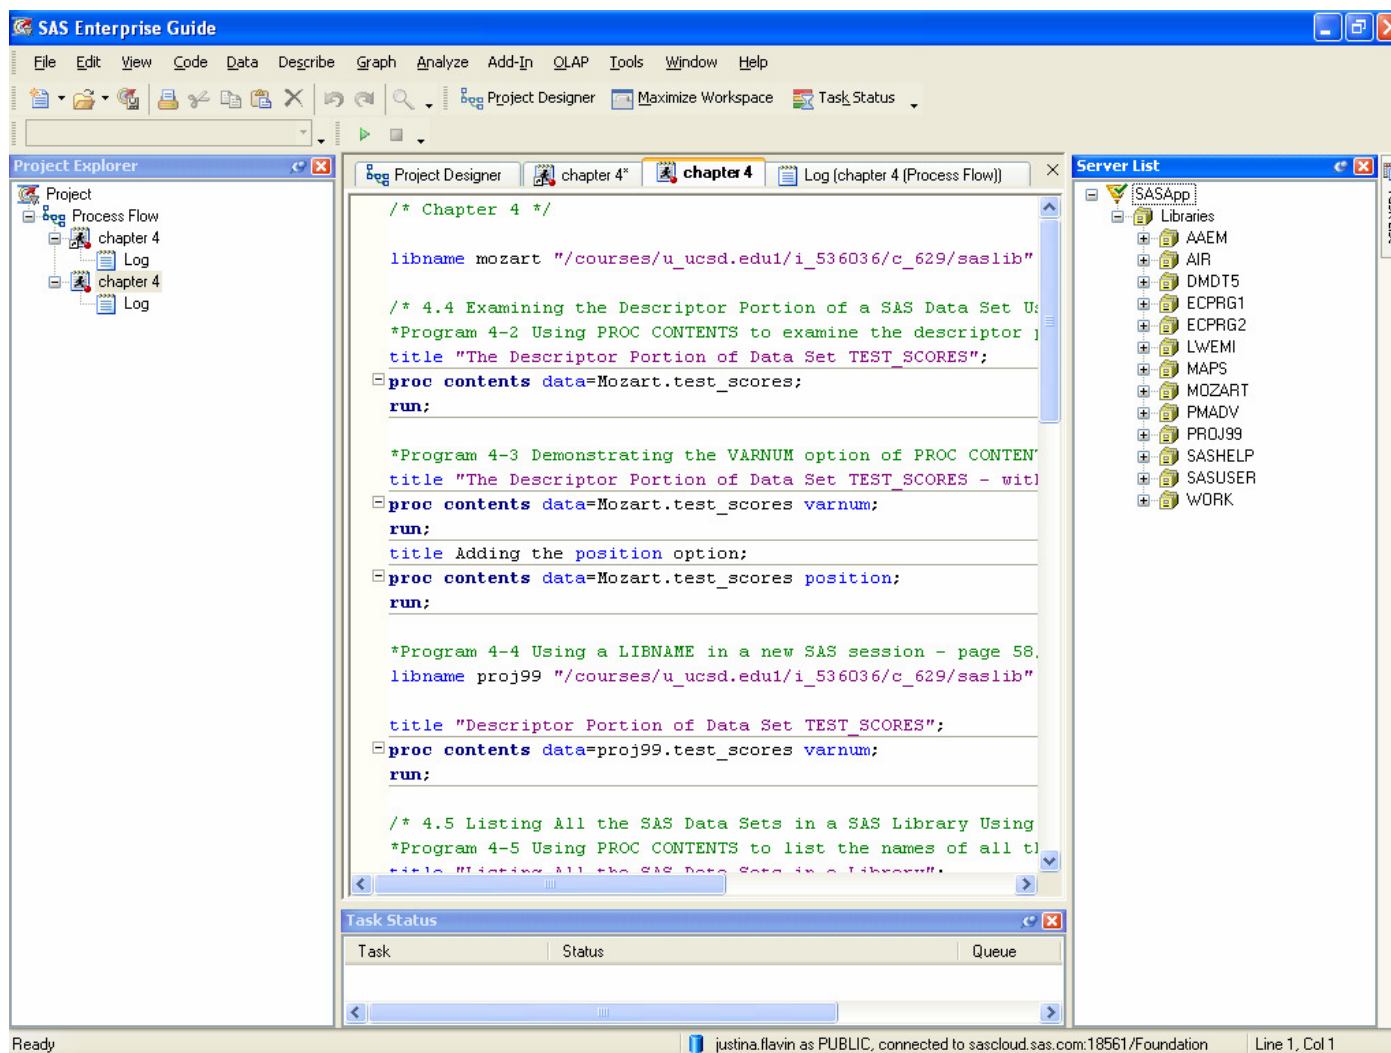 SAS Enterprise Guide
File Edit View Code Data Describe Graph Analyze Add-In OLAP Tools Window Help
Project Designer Maximize Workspace Task Status
Project Explorer
Project
Process Flow
chapter 4
Log
chapter 4
Log
Project Designer chapter 4* chapter 4 Log (chapter 4 (Process Flow))
/* Chapter 4 */
libname mozart "/courses/u_ucsd.edu1/i_536036/c_629/saslib"
/* 4.4 Examining the Descriptor Portion of a SAS Data Set
*Program 4-2 Using PROC CONTENTS to examine the descriptor
title "The Descriptor Portion of Data Set TEST_SCORES";
proc contents data=Mozart.test_scores;
run;
*Program 4-3 Demonstrating the VARNUM option of PROC
title "The Descriptor Portion of Data Set TEST_SCORES -
proc contents data=Mozart.test_scores varnum;
run;
title Adding the position option;
proc contents data=Mozart.test_scores position;
run;
*Program 4-4 Using a LIBNAME in a new SAS session - page 58
libname proj99 "/courses/u_ucsd.edu1/i_536036/c_629/saslib"
title "Descriptor Portion of Data Set TEST_SCORES";
proc contents data=proj99.test_scores varnum;
run;
/* 4.5 Listing All the SAS Data Sets in a SAS Library Using
*Program 4-5 Using PROC CONTENTS to list the names of all
title "Listing All the SAS Data Sets in a Library";
Task Status
Task Status Queue
Server List
SASApp
Libraries
AAEM
AIR
DMDT5
ECPRG1
ECPRG2
LWEMI
MAPS
MOZART
PMADV
PROJ99
SASHELP
SASUSER
WORK
Ready
justina.flavin as PUBLIC, connected to sascloud.sas.com:18561/Foundation
Line 1, Col 1